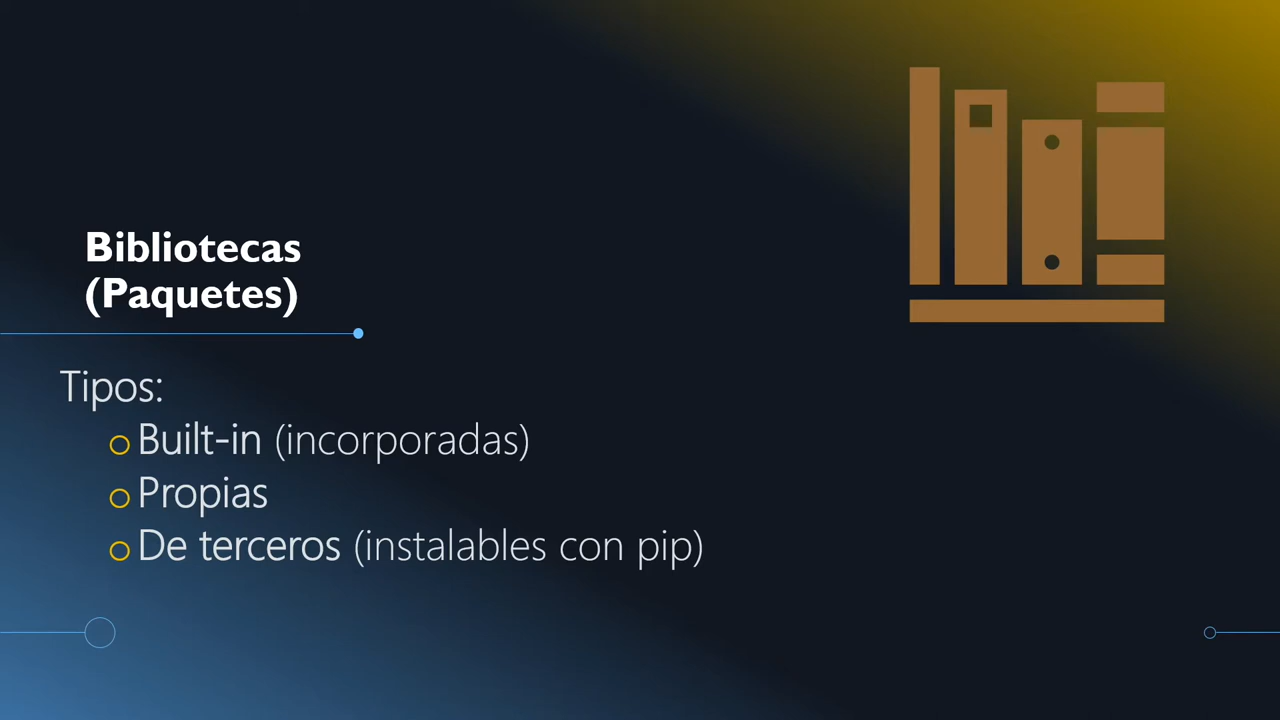 Bibliotecas
(Paquetes)
Tipos:
Built-in (incorporadas)
Propias
De terceros (instalables con pip)